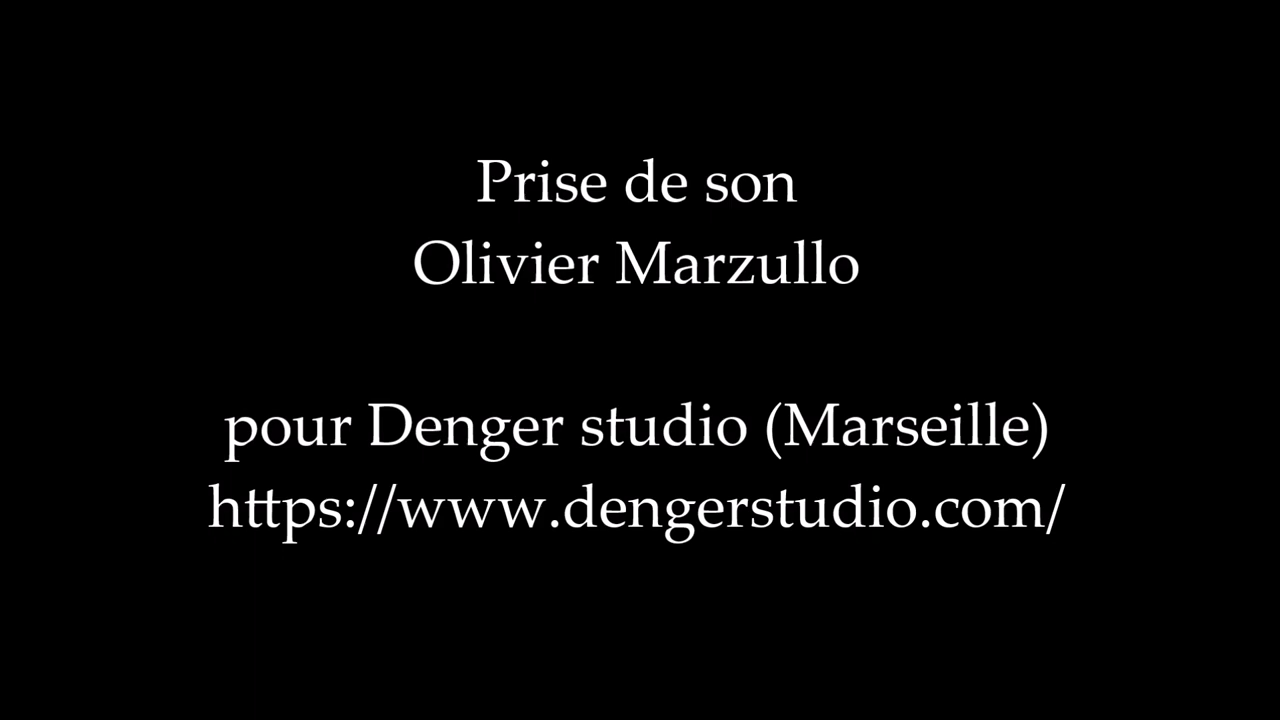 Prise de son
Olivier Marzullo
pour Denger studio (Marseille)
https://www.dengerstudio.com/